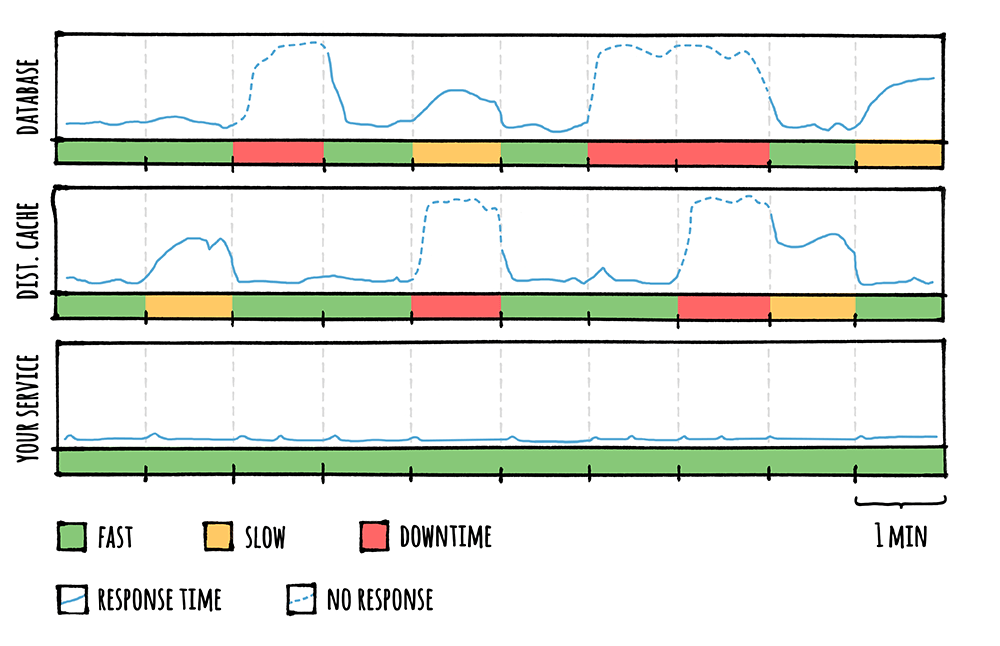 DATABASE
DIST. CACHE
YOUR SERVICE
1 MIN
FAST SLOW DOWNTIME
RESPONSE TIME NO RESPONSE